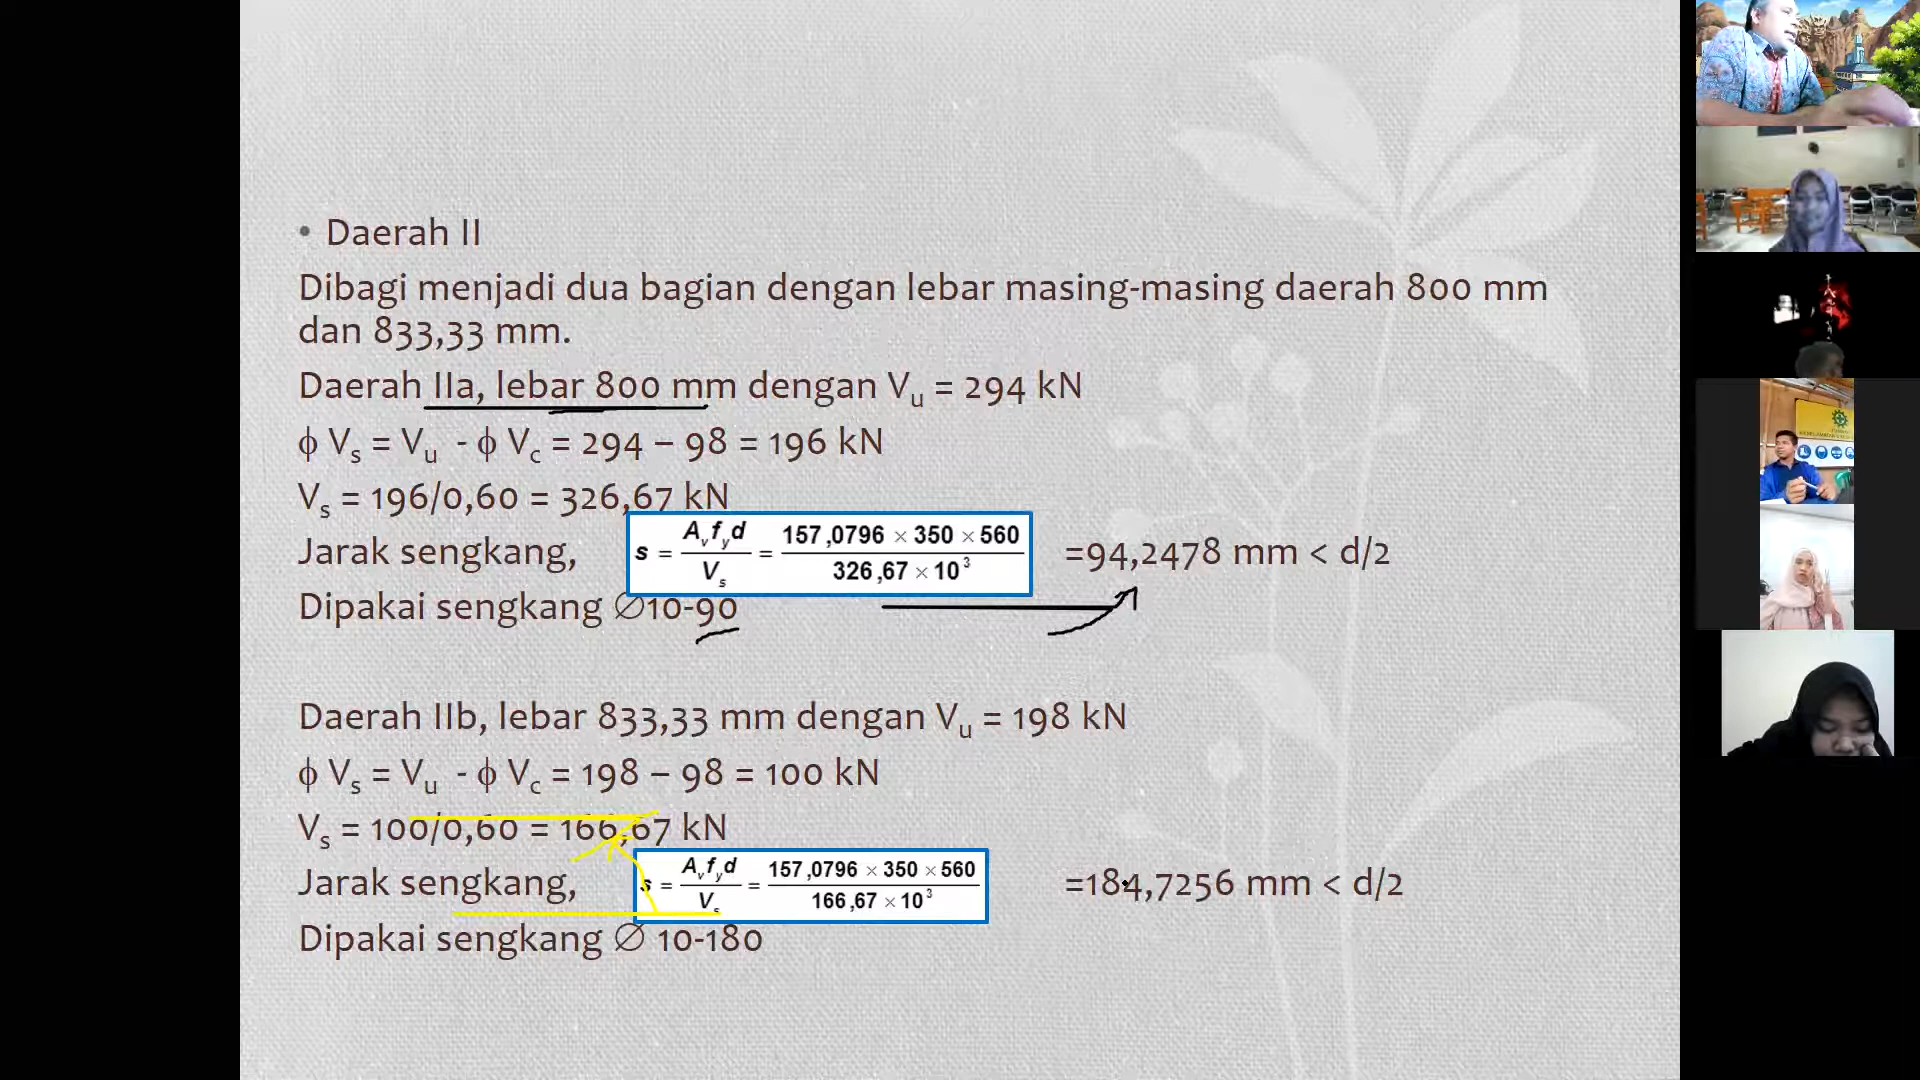 • Daerah II
Dibagi menjadi dua bagian dengan lebar masing-masing daerah 800 mm
dan 833,33 mm.
Daerah IIa, lebar 800 mm dengan Vu = 294 kN
ϕ Vs = Vu - ϕ Vc = 294 – 98 = 196 kN
Vs = 196/0,60 = 326,67 kN
Jarak sengkang, s = Av fy d / Vs = 157,0796 × 350 × 560 / 326,67 × 10³ =94,2478 mm < d/2
Dipakai sengkang ∅10-90
Daerah IIb, lebar 833,33 mm dengan Vu = 198 kN
ϕ Vs = Vu - ϕ Vc = 198 – 98 = 100 kN
Vs = 100/0,60 = 166,67 kN
Jarak sengkang, s = Av fy d / Vs = 157,0796 × 350 × 560 / 166,67 × 10³ =184,7256 mm < d/2
Dipakai sengkang ∅ 10-180